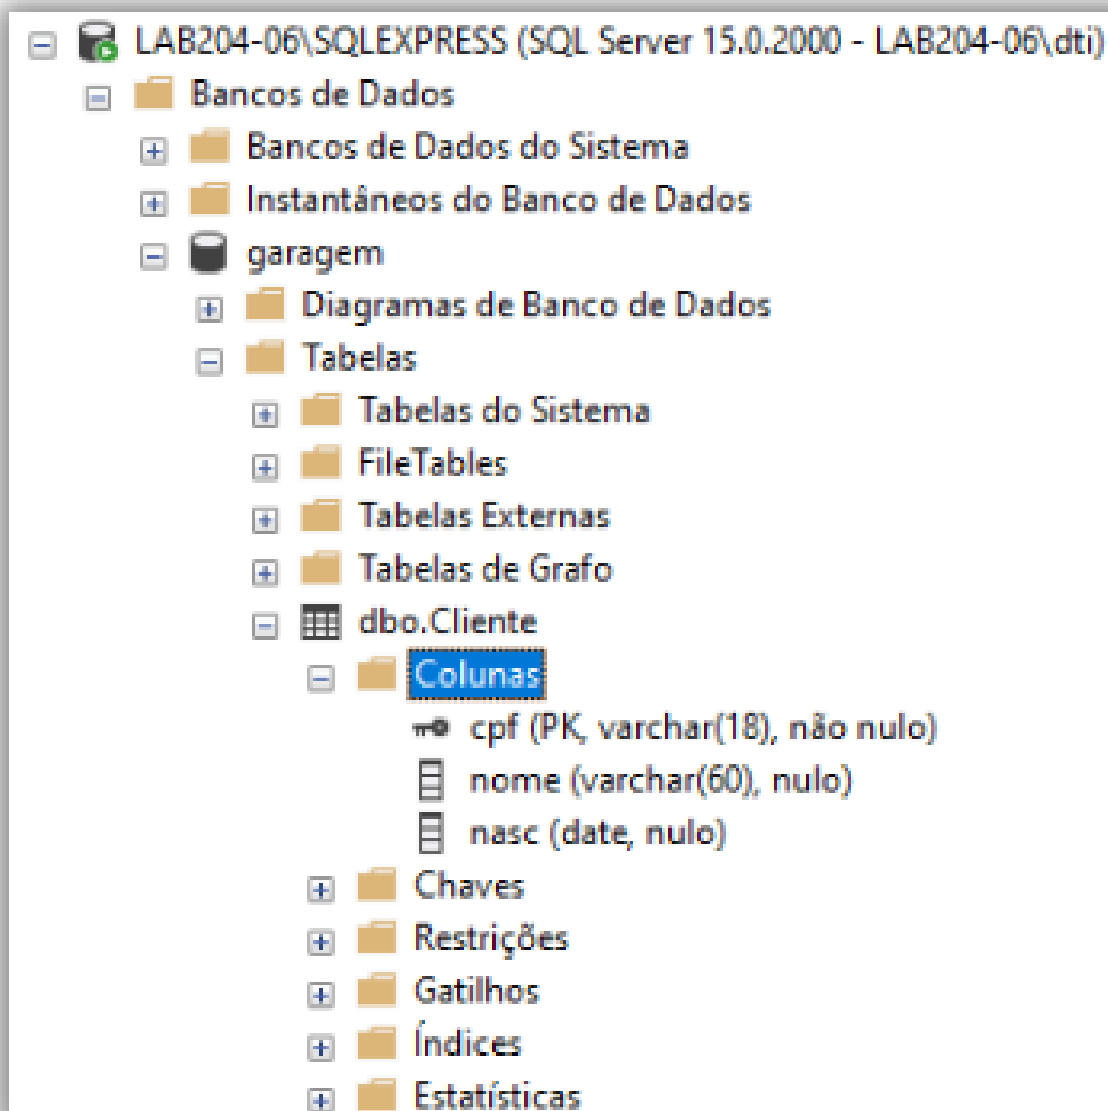 LAB204-06\SQLEXPRESS (SQL Server 15.0.2000 - LAB204-06\dti)
Bancos de Dados
Bancos de Dados do Sistema
Instantâneos do Banco de Dados
garagem
Diagramas de Banco de Dados
Tabelas
Tabelas do Sistema
FileTables
Tabelas Externas
Tabelas de Grafo
dbo.Cliente
Colunas
cpf (PK, varchar(18), não nulo)
nome (varchar(60), nulo)
nasc (date, nulo)
Chaves
Restrições
Gatilhos
Índices
Estatísticas